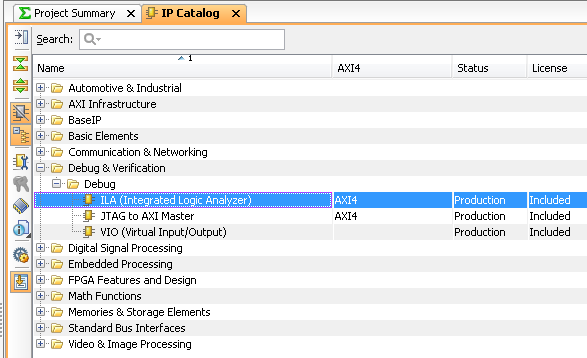 Project Summary IP Catalog
Search:
Name 1 AXI4 Status License
Automotive & Industrial
AXI Infrastructure
BaseIP
Basic Elements
Communication & Networking
Debug & Verification
Debug
ILA (Integrated Logic Analyzer) AXI4 Production Included
JTAG to AXI Master AXI4 Production Included
VIO (Virtual Input/Output) Production Included
Digital Signal Processing
Embedded Processing
FPGA Features and Design
Math Functions
Memories & Storage Elements
Standard Bus Interfaces
Video & Image Processing